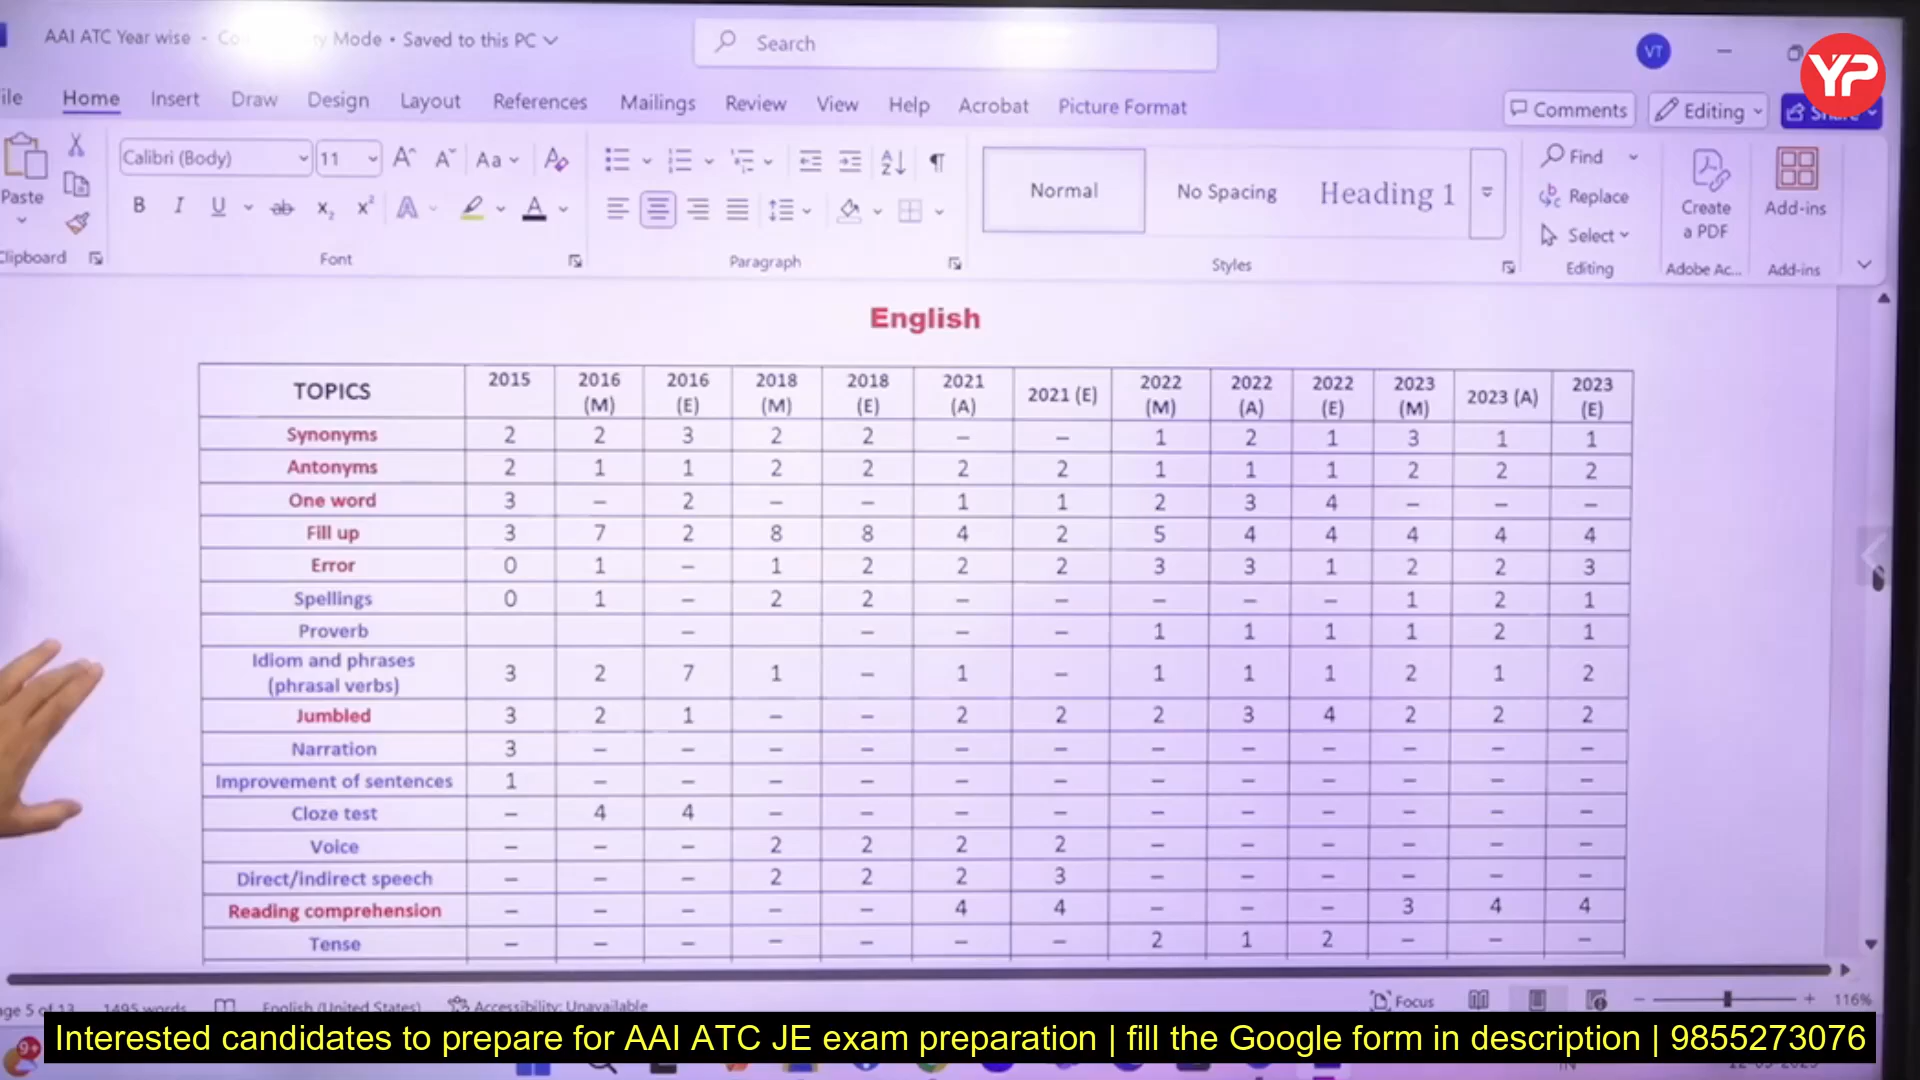 AAI ATC Year wise - Mode • Saved to this PC
Search
VT
YP
Home Insert Draw Design Layout References Mailings Review View Help Acrobat Picture Format
Comments Editing
Paste
Calibri (Body) 11
Aa
B I U ab
Normal No Spacing Heading 1
Find
Replace
Select
Create a PDF
Add-ins
Font Paragraph Styles Editing Adobe Ac... Add-ins
English
TOPICS 2015 2016 (M) 2016 (E) 2018 (M) 2018 (E) 2021 (A) 2021 (E) 2022 (M) 2022 (A) 2022 (E) 2023 (M) 2023 (A) 2023 (E)
Synonyms 2 2 3 2 2 – – 1 2 1 3 1 1
Antonyms 2 1 1 2 2 2 2 1 1 1 2 2 2
One word 3 – 2 – – 1 1 2 3 4 – – –
Fill up 3 7 2 8 8 4 2 5 4 4 4 4 4
Error 0 1 – 1 2 2 2 3 3 1 2 2 3
Spellings 0 1 – 2 2 – – – – – 1 2 1
Proverb – – – – 1 1 1 1 2 1
Idiom and phrases
(phrasal verbs) 3 2 7 1 – 1 – 1 1 1 2 1 2
Jumbled 3 2 1 – – 2 2 2 3 4 2 2 2
Narration 3 – – – – – – – – – – – –
Improvement of sentences 1 – – – – – – – – – – – –
Cloze test – 4 4 – – – – – – – – – –
Voice – – – 2 2 2 2 – – – – – –
Direct/indirect speech – – – 2 2 2 3 – – – – – –
Reading comprehension – – – – – 4 4 – – – 3 4 4
Tense – – – – – – – 2 1 2 – – –
1495 words English (United States) Accessibility: Unavailable Focus 116%
Interested candidates to prepare for AAI ATC JE exam preparation | fill the Google form in description | 9855273076
9+